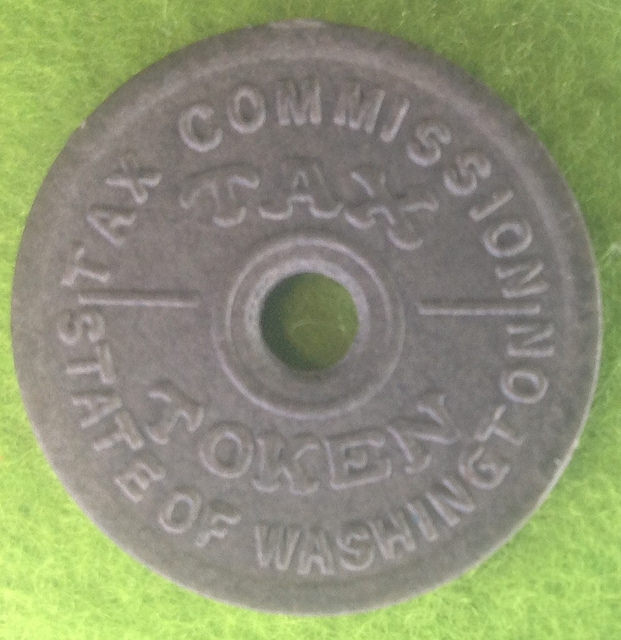 TAX COMMISSION
TAX
TOKEN
STATE OF WASHINGTON